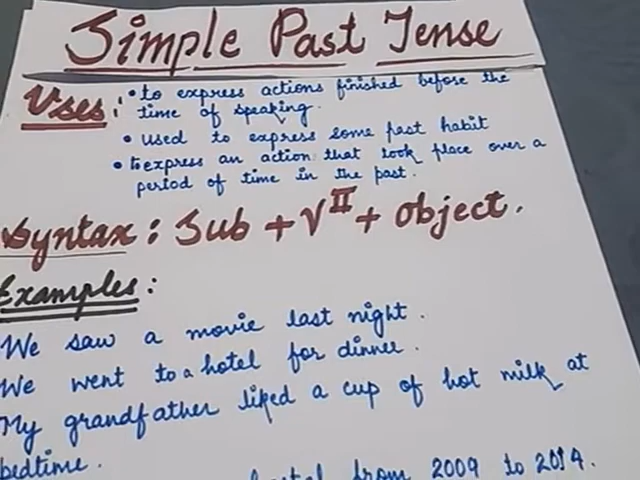 Simple Past Tense
Uses: • to express actions finished before the
time of speaking.
• used to express some past habit
• to express an action that took place over a
period of time in the past.
Syntax: Sub + V II + Object.
Examples:
We saw a movie last night.
We went to a hotel for dinner.
My grandfather liked a cup of hot milk at
bedtime.
from 2009 to 2014.